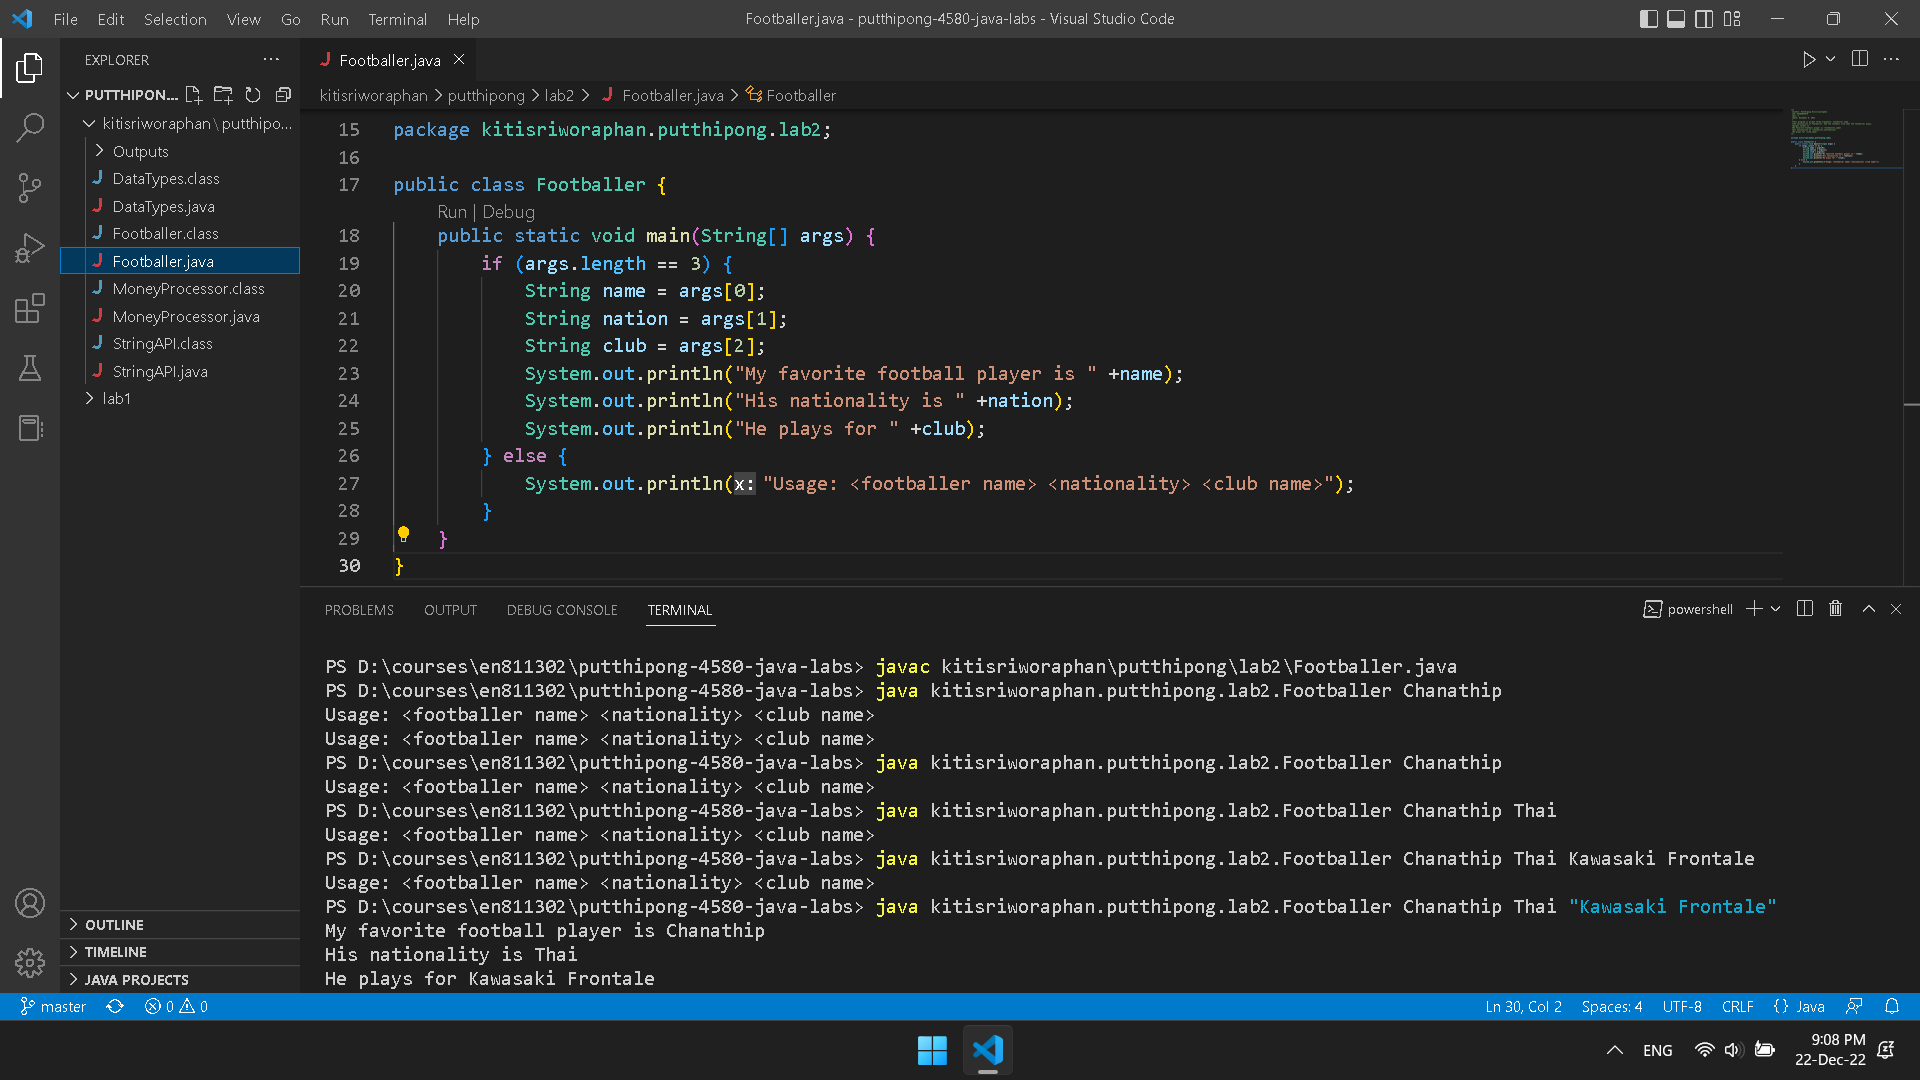 File Edit Selection View Go Run Terminal Help
Footballer.java - putthipong-4580-java-labs - Visual Studio Code
EXPLORER
PUTTHIPON...
kitisriworaphan\putthipo...
Outputs
DataTypes.class
DataTypes.java
Footballer.class
Footballer.java
MoneyProcessor.class
MoneyProcessor.java
StringAPI.class
StringAPI.java
lab1
OUTLINE
TIMELINE
JAVA PROJECTS
Footballer.java
kitisriworaphan > putthipong > lab2 > Footballer.java > Footballer
15 package kitisriworaphan.putthipong.lab2;
16
17 public class Footballer {
Run | Debug
18 public static void main(String[] args) {
19 if (args.length == 3) {
20 String name = args[0];
21 String nation = args[1];
22 String club = args[2];
23 System.out.println("My favorite football player is " +name);
24 System.out.println("His nationality is " +nation);
25 System.out.println("He plays for " +club);
26 } else {
27 System.out.println(x: "Usage: <footballer name> <nationality> <club name>");
28 }
29 }
30 }
PROBLEMS OUTPUT DEBUG CONSOLE TERMINAL
powershell
PS D:\courses\en811302\putthipong-4580-java-labs> javac kitisriworaphan\putthipong\lab2\Footballer.java
PS D:\courses\en811302\putthipong-4580-java-labs> java kitisriworaphan.putthipong.lab2.Footballer Chanathip
Usage: <footballer name> <nationality> <club name>
Usage: <footballer name> <nationality> <club name>
PS D:\courses\en811302\putthipong-4580-java-labs> java kitisriworaphan.putthipong.lab2.Footballer Chanathip
Usage: <footballer name> <nationality> <club name>
PS D:\courses\en811302\putthipong-4580-java-labs> java kitisriworaphan.putthipong.lab2.Footballer Chanathip Thai
Usage: <footballer name> <nationality> <club name>
PS D:\courses\en811302\putthipong-4580-java-labs> java kitisriworaphan.putthipong.lab2.Footballer Chanathip Thai Kawasaki Frontale
Usage: <footballer name> <nationality> <club name>
PS D:\courses\en811302\putthipong-4580-java-labs> java kitisriworaphan.putthipong.lab2.Footballer Chanathip Thai "Kawasaki Frontale"
My favorite football player is Chanathip
His nationality is Thai
He plays for Kawasaki Frontale
master 0 0
Ln 30, Col 2 Spaces: 4 UTF-8 CRLF {} Java
ENG
9:08 PM
22-Dec-22